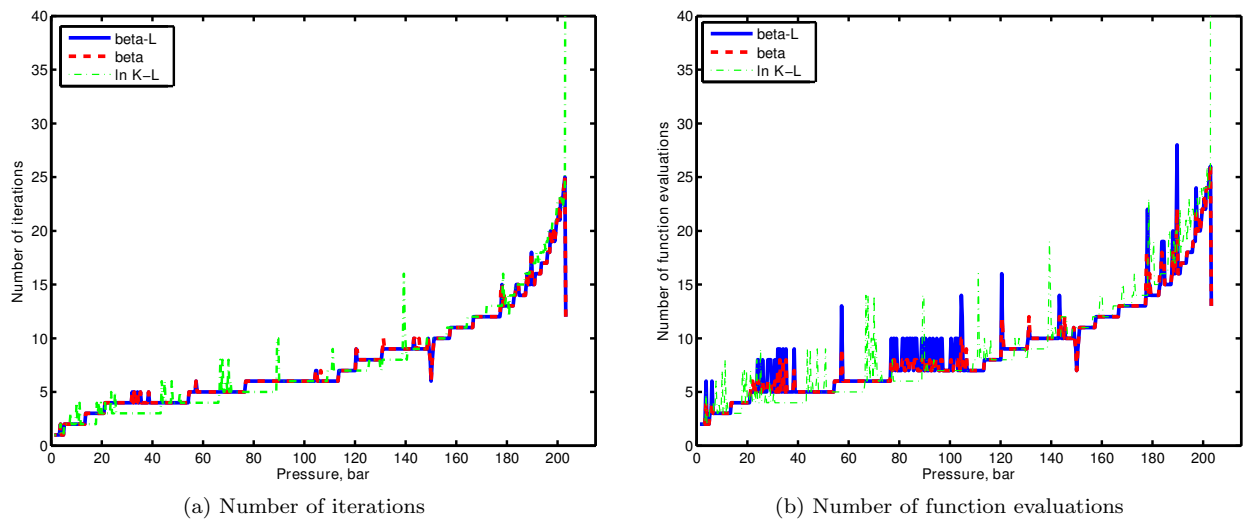 40
35
30
25
20
15
10
5
0
Number of iterations
beta-L
beta
ln K-L
0 20 40 60 80 100 120 140 160 180 200
Pressure, bar
(a) Number of iterations
40
35
30
25
20
15
10
5
0
Number of function evaluations
beta-L
beta
ln K-L
0 20 40 60 80 100 120 140 160 180 200
Pressure, bar
(b) Number of function evaluations